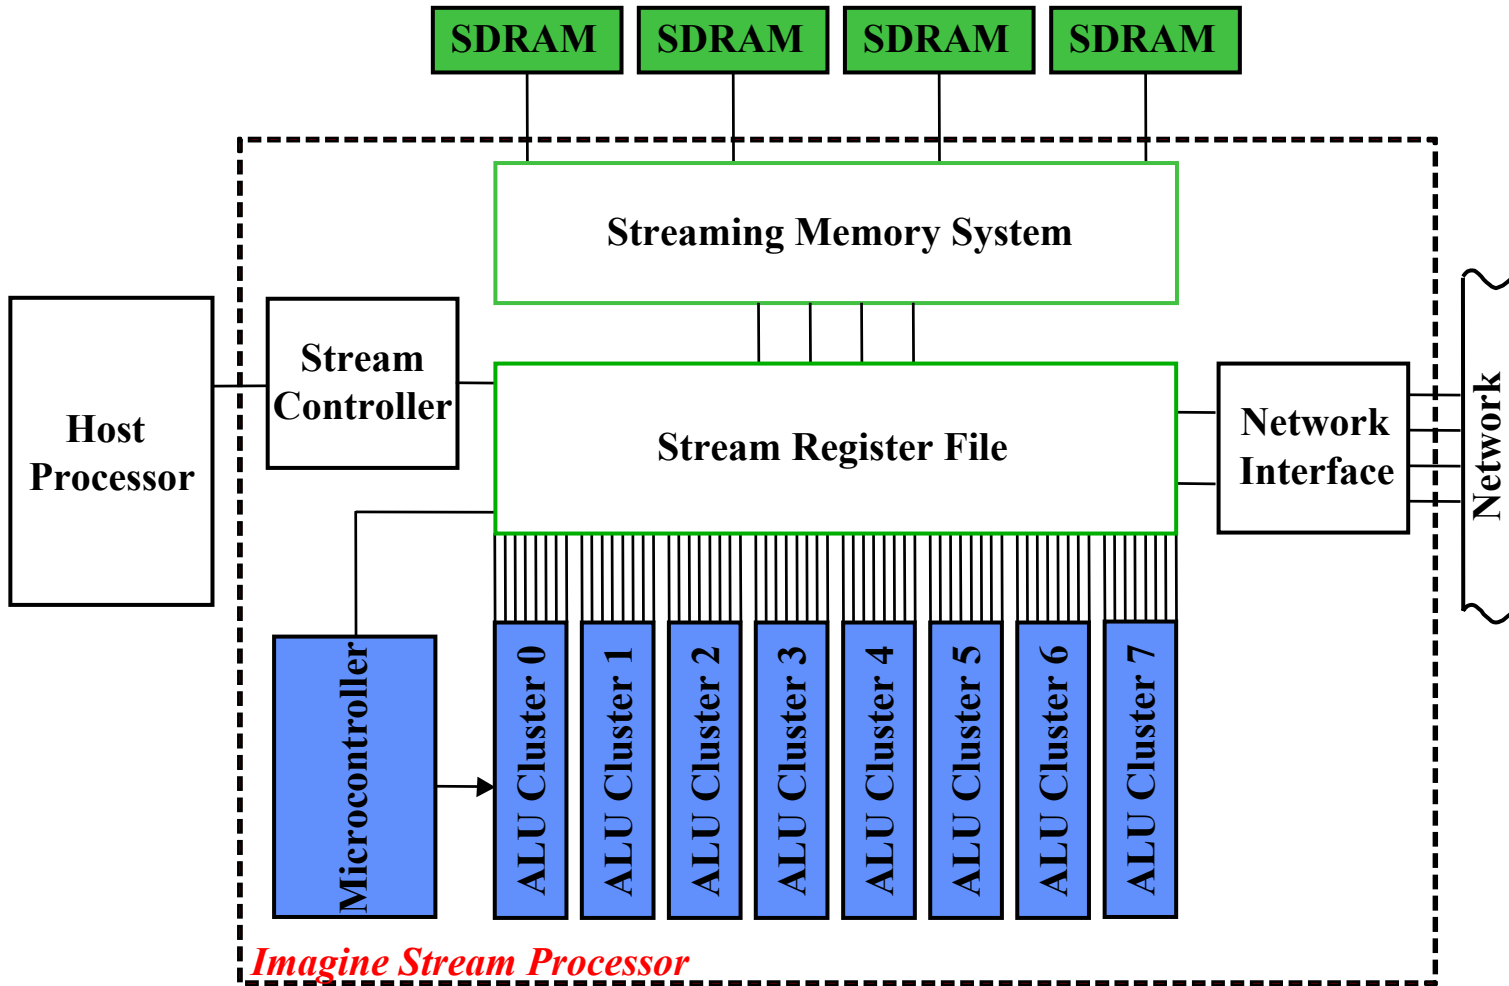 SDRAM
SDRAM
SDRAM
SDRAM
Streaming Memory System
Host
Processor
Stream
Controller
Stream Register File
Network
Interface
Network
Microcontroller
ALU Cluster 0
ALU Cluster 1
ALU Cluster 2
ALU Cluster 3
ALU Cluster 4
ALU Cluster 5
ALU Cluster 6
ALU Cluster 7
Imagine Stream Processor